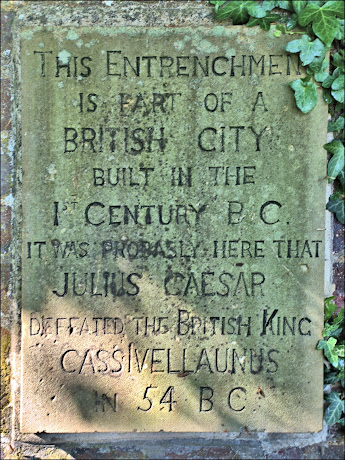 THIS ENTRENCHMEN
IS PART OF A
BRITISH CITY
BUILT IN THE
1ST CENTURY B.C.
IT WAS PROBABLY HERE THAT
JULIUS CAESAR
DEFEATED THE BRITISH KING
CASSIVELLAUNUS
IN 54 B C